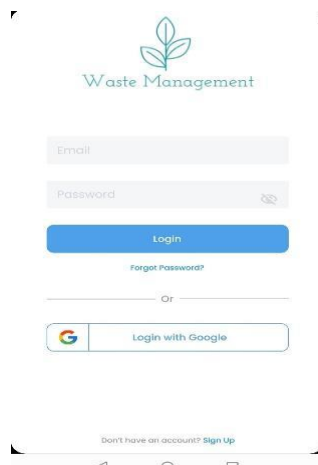 Waste Management
Email
Password
Login
Forgot Password?
Or
Login with Google
Don't have an account? Sign Up